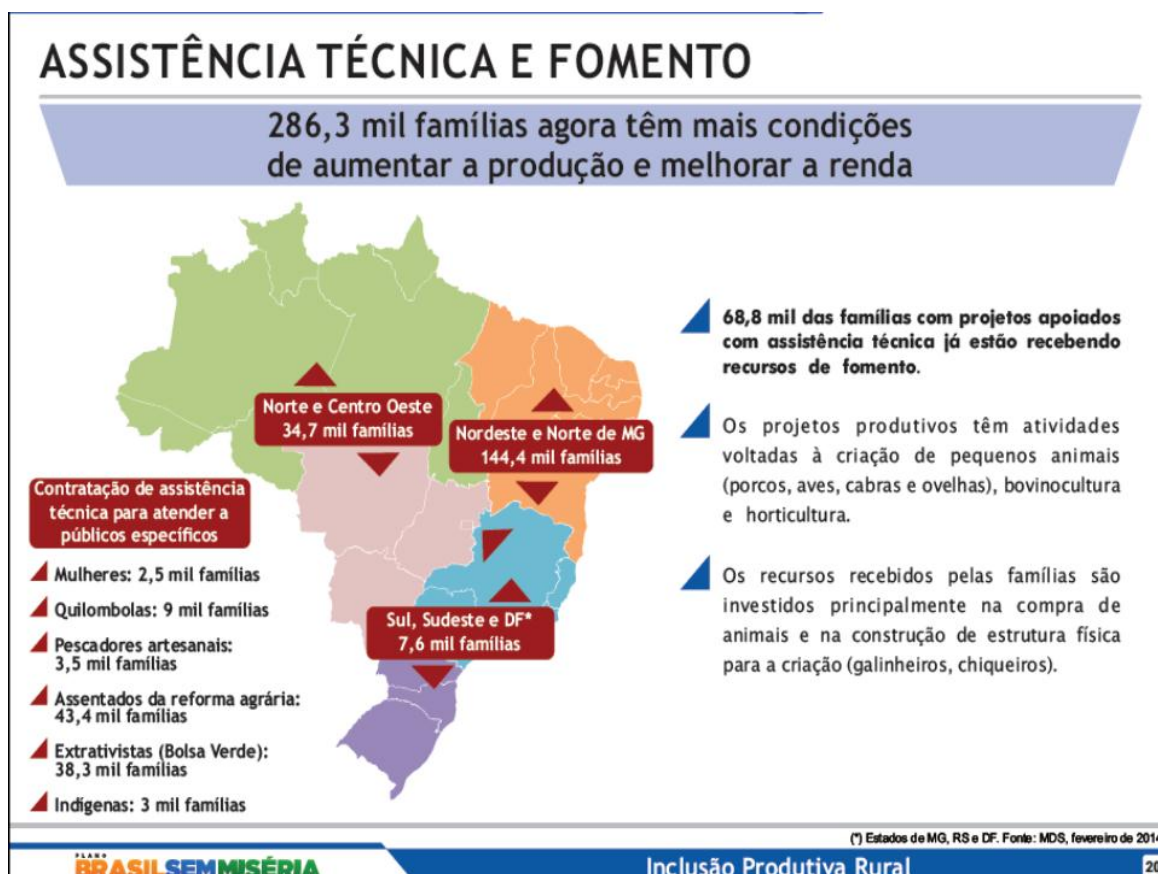 ASSISTÊNCIA TÉCNICA E FOMENTO
286,3 mil famílias agora têm mais condições
de aumentar a produção e melhorar a renda
Norte e Centro Oeste
34,7 mil famílias
Nordeste e Norte de MG
144,4 mil famílias
Sul, Sudeste e DF*
7,6 mil famílias
Contratação de assistência
técnica para atender a
públicos específicos
Mulheres: 2,5 mil famílias
Quilombolas: 9 mil famílias
Pescadores artesanais:
3,5 mil famílias
Assentados da reforma agrária:
43,4 mil famílias
Extrativistas (Bolsa Verde):
38,3 mil famílias
Indígenas: 3 mil famílias
68,8 mil das famílias com projetos apoiados
com assistência técnica já estão recebendo
recursos de fomento.
Os projetos produtivos têm atividades
voltadas à criação de pequenos animais
(porcos, aves, cabras e ovelhas), bovinocultura
e horticultura.
Os recursos recebidos pelas famílias são
investidos principalmente na compra de
animais e na construção de estrutura física
para a criação (galinheiros, chiqueiros).
(*) Estados de MG, RS e DF. Fonte: MDS, fevereiro de 2014
PLANO
BRASIL SEM MISÉRIA
Inclusão Produtiva Rural
20